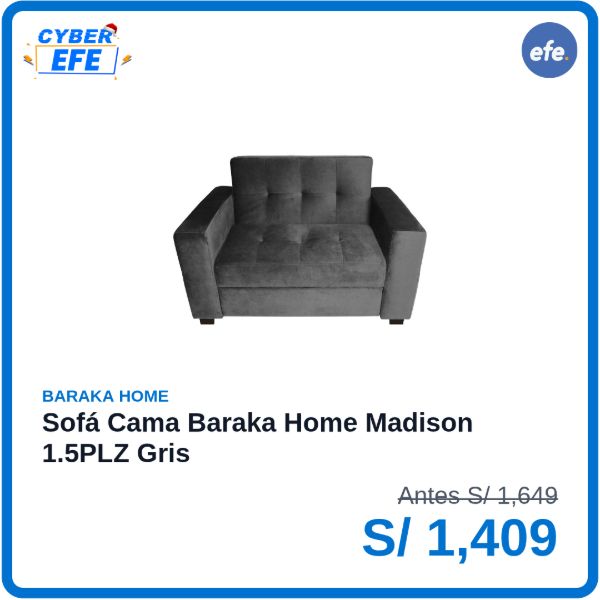 CYBER
EFE
efe.
BARAKA HOME
Sofá Cama Baraka Home Madison
1.5PLZ Gris
Antes S/ 1,649
S/ 1,409